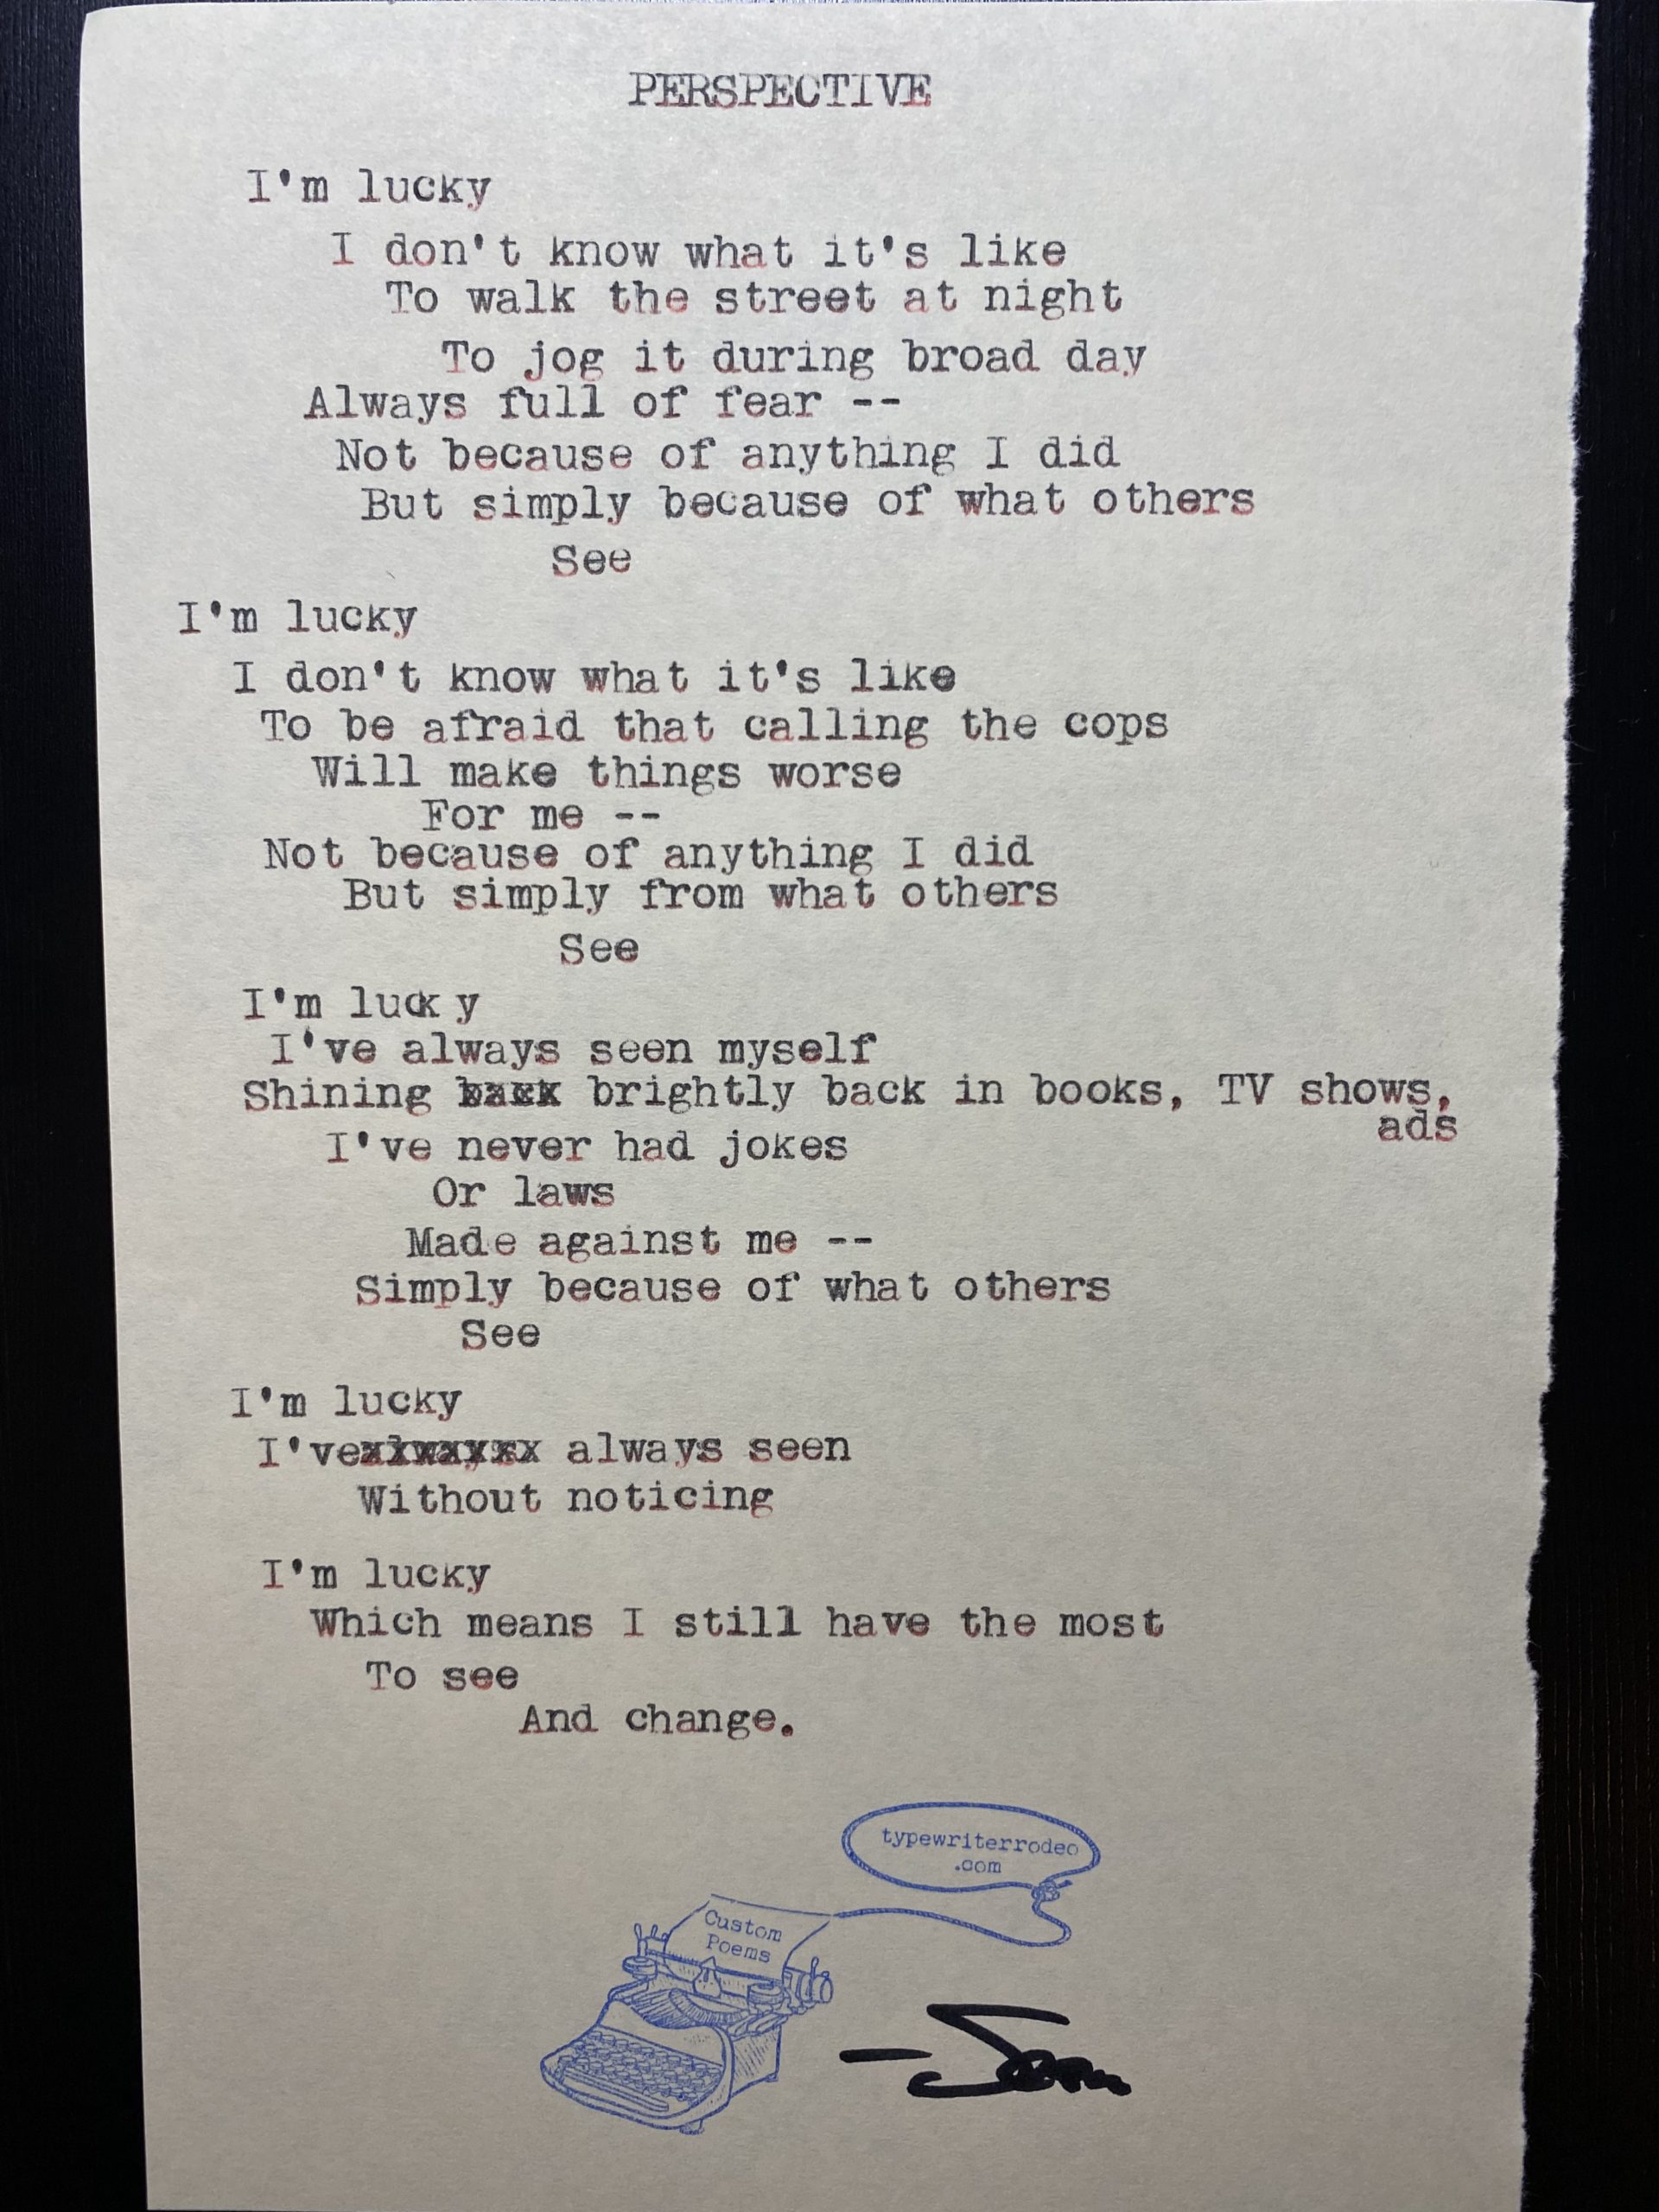 PERSPECTIVE
I'm lucky
I don't know what it's like
To walk the street at night
To jog it during broad day
Always full of fear --
Not because of anything I did
But simply because of what others
See
I'm lucky
I don't know what it's like
To be afraid that calling the cops
Will make things worse
For me --
Not because of anything I did
But simply from what others
See
I'm lucky
I've always seen myself
Shining brightly back in books, TV shows,
ads
I've never had jokes
Or laws
Made against me --
Simply because of what others
See
I'm lucky
I've always seen
Without noticing
I'm lucky
Which means I still have the most
To see
And change.
typewriterrodeo
.com
Custom
Poems